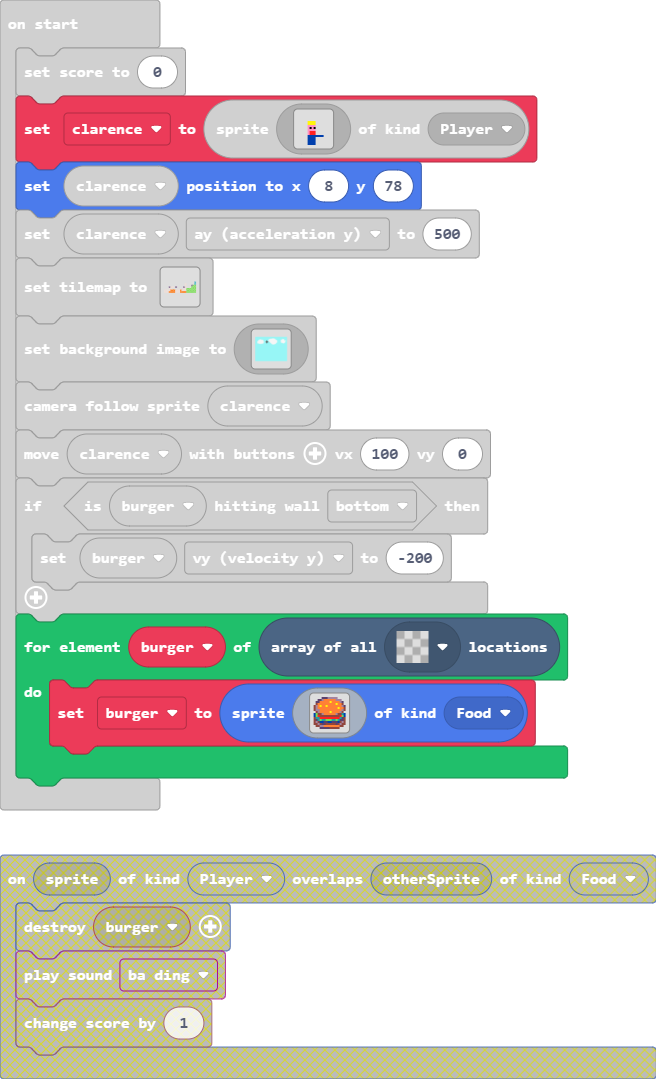 on start
set score to 0
set clarence to sprite of kind Player
set clarence position to x 8 y 78
set clarence ay (acceleration y) to 500
set tilemap to
set background image to
camera follow sprite clarence
move clarence with buttons vx 100 vy 0
if is burger hitting wall bottom then
set burger vy (velocity y) to -200
for element burger of array of all locations
do set burger to sprite of kind Food
on sprite of kind Player overlaps otherSprite of kind Food
destroy burger
play sound ba ding
change score by 1